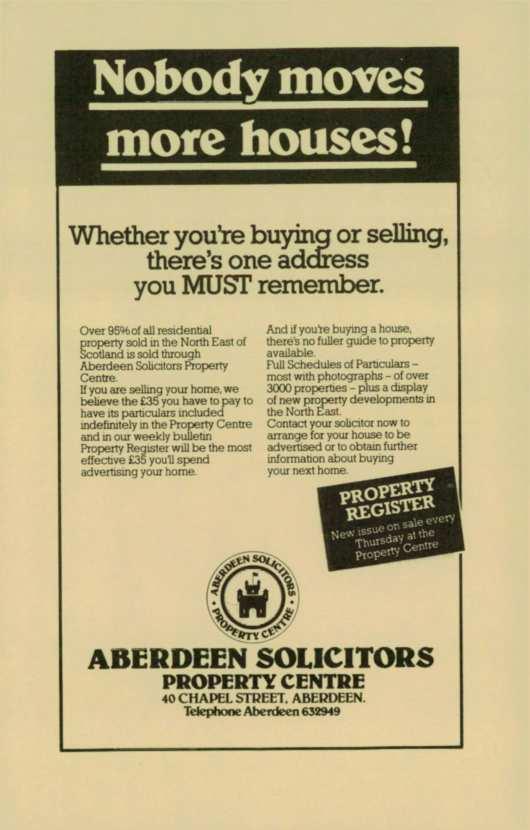 Nobody moves
more houses!
Whether you're buying or selling,
there's one address
you MUST remember.
Over 95% of all residential
property sold in the North East of
Scotland is sold through
Aberdeen Solicitors Property
Centre.
If you are selling your home, we
believe the £35 you have to pay to
have its particulars included
indefinitely in the Property Centre
and in our weekly bulletin
Property Register will be the most
effective £35 you'll spend
advertising your home.
And if you're buying a house,
there's no fuller guide to property
available.
Full Schedules of Particulars –
most with photographs – of over
3000 properties – plus a display
of new property developments in
the North East.
Contact your solicitor now to
arrange for your house to be
advertised or to obtain further
information about buying
your next home.
PROPERTY
REGISTER
New issue on sale every
Thursday at the
Property Centre
ABERDEEN SOLICITORS
PROPERTY CENTRE
ABERDEEN SOLICITORS
PROPERTY CENTRE
40 CHAPEL STREET, ABERDEEN.
Telephone Aberdeen 632949